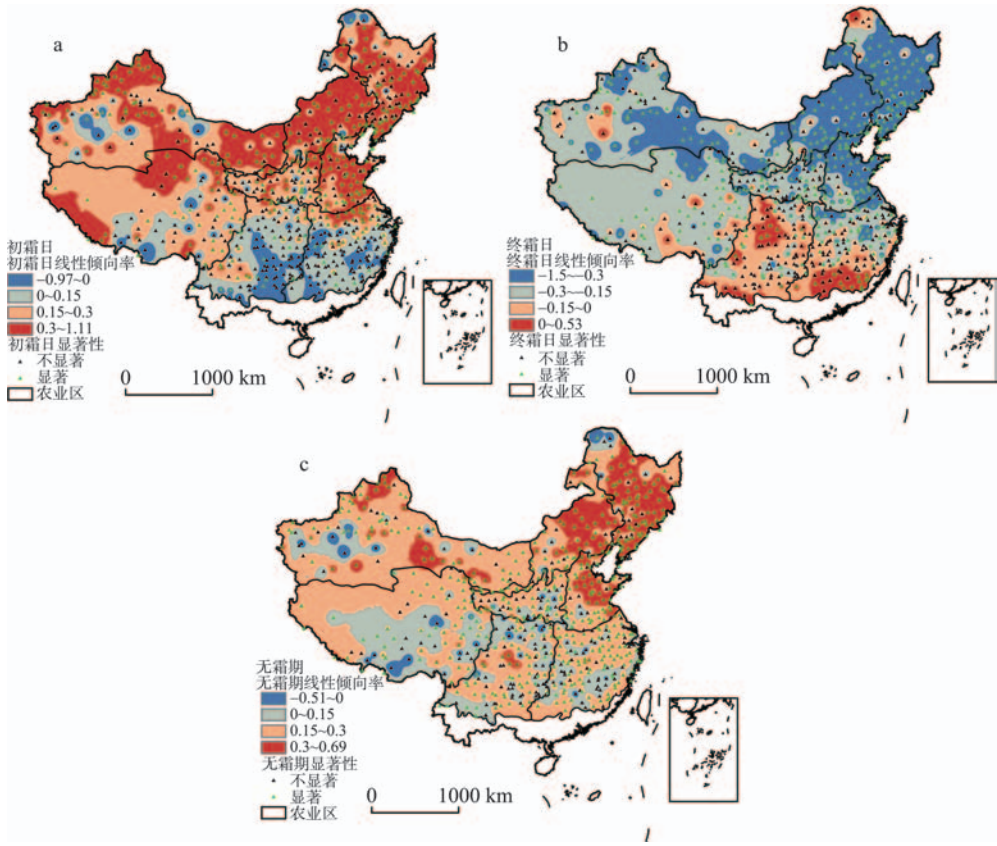 a
初霜日
初霜日线性倾向率
−0.97~0
0~0.15
0.15~0.3
0.3~1.11
初霜日显著性
不显著
显著
农业区
0 1000 km
b
终霜日
终霜日线性倾向率
−1.5~−0.3
−0.3~−0.15
−0.15~0
0~0.53
终霜日显著性
不显著
显著
农业区
0 1000 km
c
无霜期
无霜期线性倾向率
−0.51~0
0~0.15
0.15~0.3
0.3~0.69
无霜期显著性
不显著
显著
农业区
0 1000 km